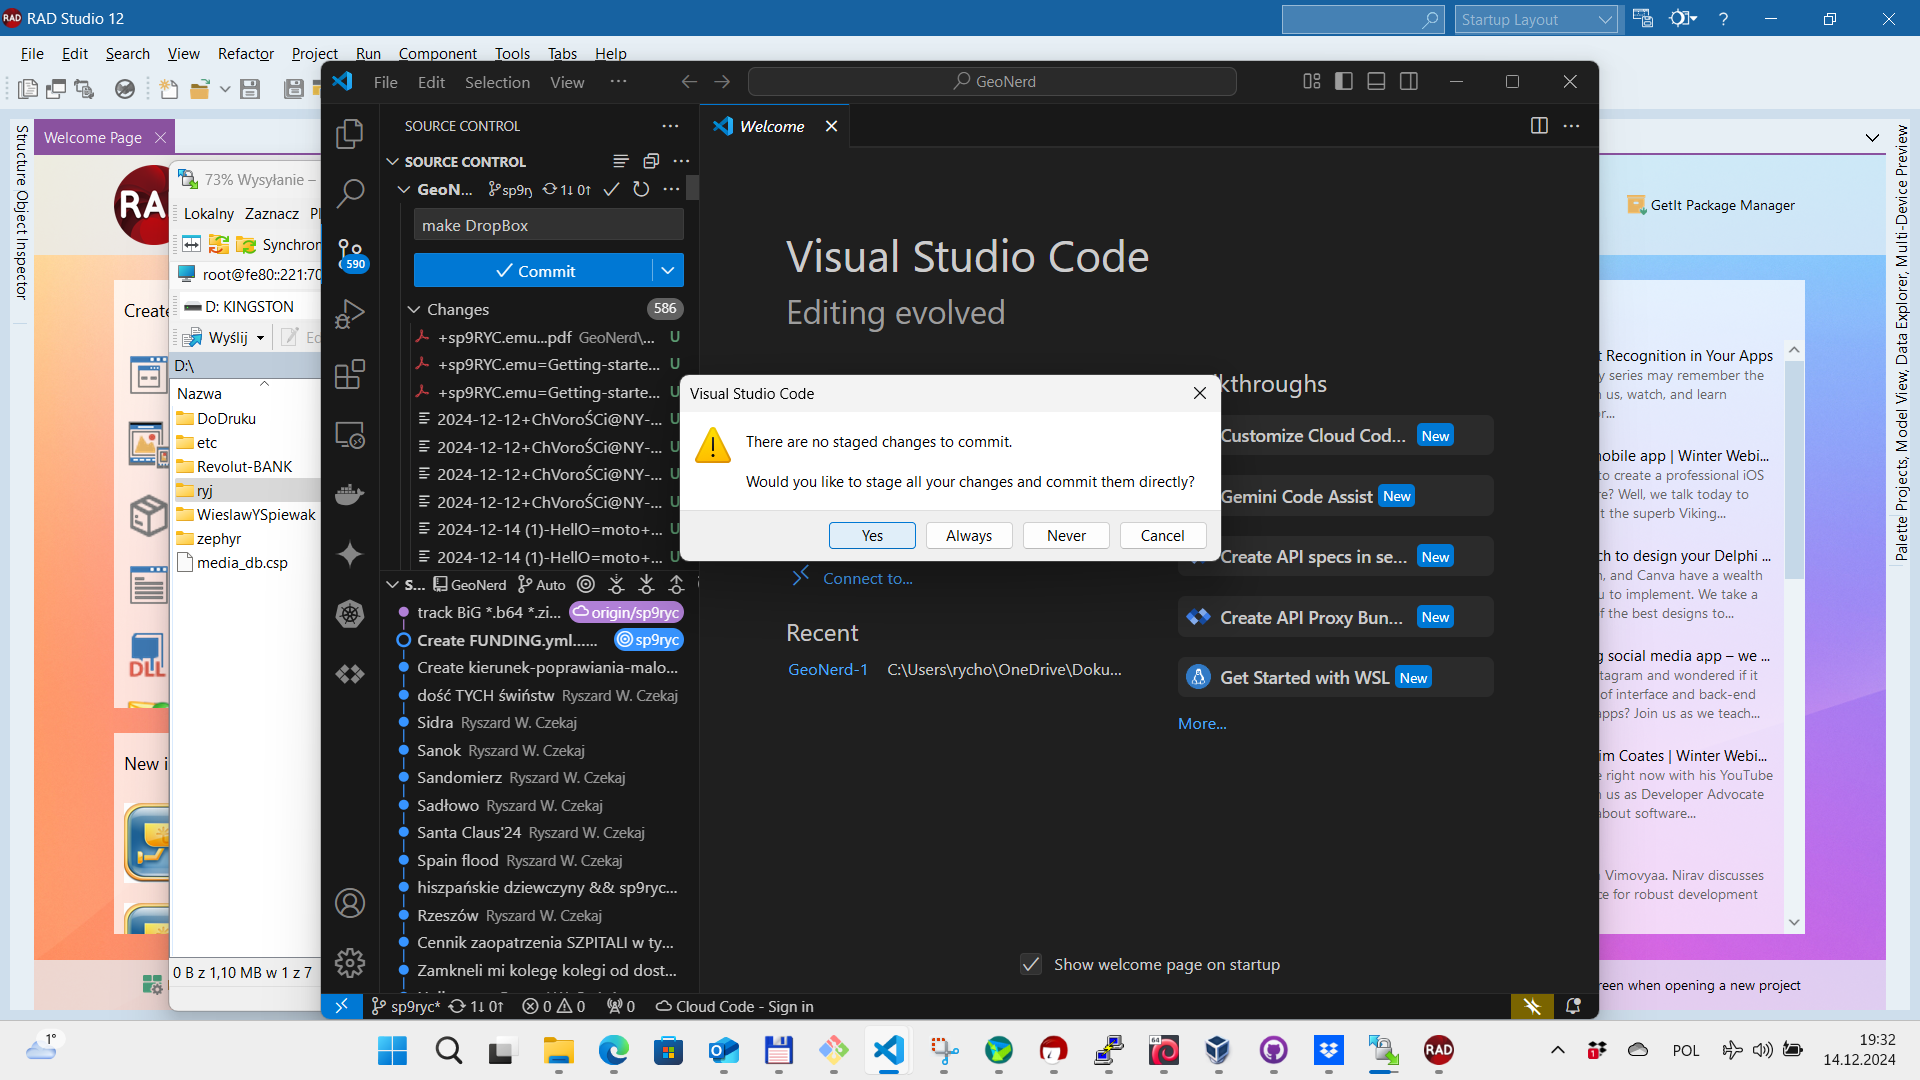 RAD Studio 12
Startup Layout
File Edit Search View Refactor Project Run Component Tools Tabs Help
Welcome Page
Structure Object Inspector
Palette Projects, Model View, Data Explorer, Multi-Device Preview
GetIt Package Manager
73% Wysyłanie –
Lokalny Zaznacz
Synchron
root@fe80::221:70
D: KINGSTON
Wyślij
D:\
Nazwa
DoDruku
etc
Revolut-BANK
ryj
WieslawYSpiewak
zephyr
media_db.csp
0 B z 1,10 MB w 1 z 7
Create
DLL
New i
File Edit Selection View ···
GeoNerd
SOURCE CONTROL
SOURCE CONTROL
GeoN... sp9ry 1↓ 0↑
make DropBox
Commit
Changes 586
590
+sp9RYC.emu...pdf GeoNerd\... U
+sp9RYC.emu=Getting-starte... U
+sp9RYC.emu=Getting-starte... U
2024-12-12+ChVoroŚCi@NY-... U
2024-12-12+ChVoroŚCi@NY-... U
2024-12-12+ChVoroŚCi@NY-... U
2024-12-12+ChVoroŚCi@NY-... U
2024-12-14 (1)-HellO=moto+... U
2024-12-14 (1)-HellO=moto+... U
S... GeoNerd Auto
track BiG *.b64 *.zi... origin/sp9ryc
Create FUNDING.yml...... sp9ryc
Create kierunek-poprawiania-malo...
dość TYCH świństw Ryszard W. Czekaj
Sidra Ryszard W. Czekaj
Sanok Ryszard W. Czekaj
Sandomierz Ryszard W. Czekaj
Sadłowo Ryszard W. Czekaj
Santa Claus'24 Ryszard W. Czekaj
Spain flood Ryszard W. Czekaj
hiszpańskie dziewczyny && sp9ryc...
Rzeszów Ryszard W. Czekaj
Cennik zaopatrzenia SZPITALI w ty...
Zamkneli mi kolegę kolegi od dost...
Welcome
Visual Studio Code
Editing evolved
Connect to...
Recent
GeoNerd-1 C:\Users\rycho\OneDrive\Doku...
kthroughs
Customize Cloud Cod... New
Gemini Code Assist New
Create API specs in se... New
Create API Proxy Bun... New
Get Started with WSL New
More...
Show welcome page on startup
Visual Studio Code
There are no staged changes to commit.
Would you like to stage all your changes and commit them directly?
Yes Always Never Cancel
sp9ryc* 1↓ 0↑ 0 0 0 Cloud Code - Sign in
t Recognition in Your Apps
y series may remember the
us, watch, and learn
or...
mobile app | Winter Webi...
to create a professional iOS
re? Well, we talk today to
t the superb Viking...
ch to design your Delphi ...
n, and Canva have a wealth
u to implement. We take a
f the best designs to...
g social media app – we ...
tagram and wondered if it
of interface and back-end
apps? Join us as we teach...
im Coates | Winter Webi...
e right now with his YouTube
us as Developer Advocate
about software...
Vimovyaa. Nirav discusses
ce for robust development
reen when opening a new project
1°
64
RAD
1
POL
19:32
14.12.2024